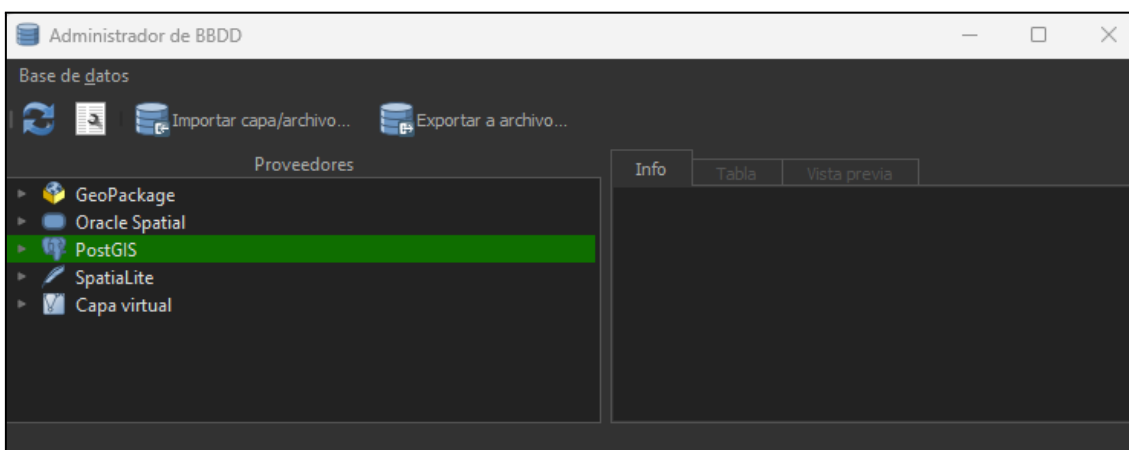 Administrador de BBDD
Base de datos
Importar capa/archivo... Exportar a archivo...
Proveedores
Info Tabla Vista previa
GeoPackage
Oracle Spatial
PostGIS
SpatiaLite
Capa virtual